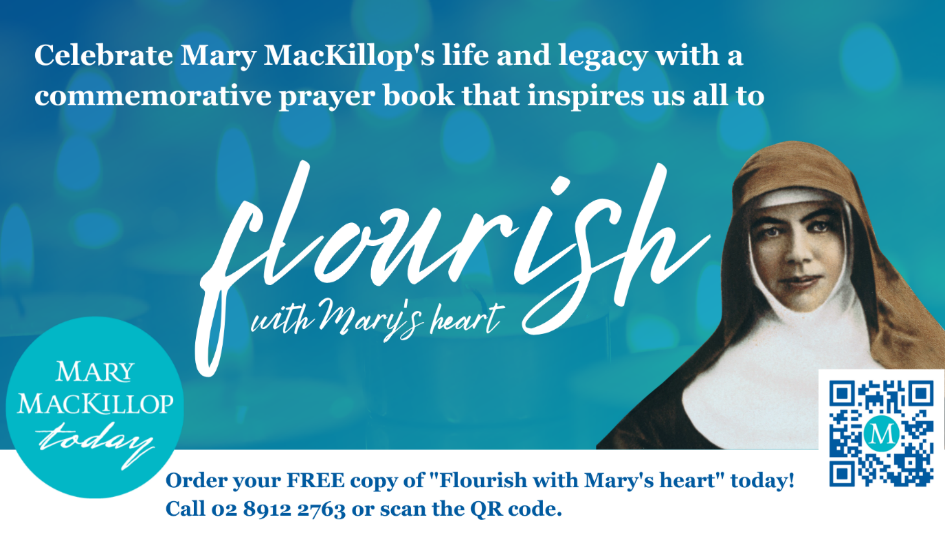 Celebrate Mary MacKillop's life and legacy with a
commemorative prayer book that inspires us all to
flourish
with Mary's heart
MARY
MACKILLOP
today
M
Order your FREE copy of "Flourish with Mary's heart" today!
Call 02 8912 2763 or scan the QR code.